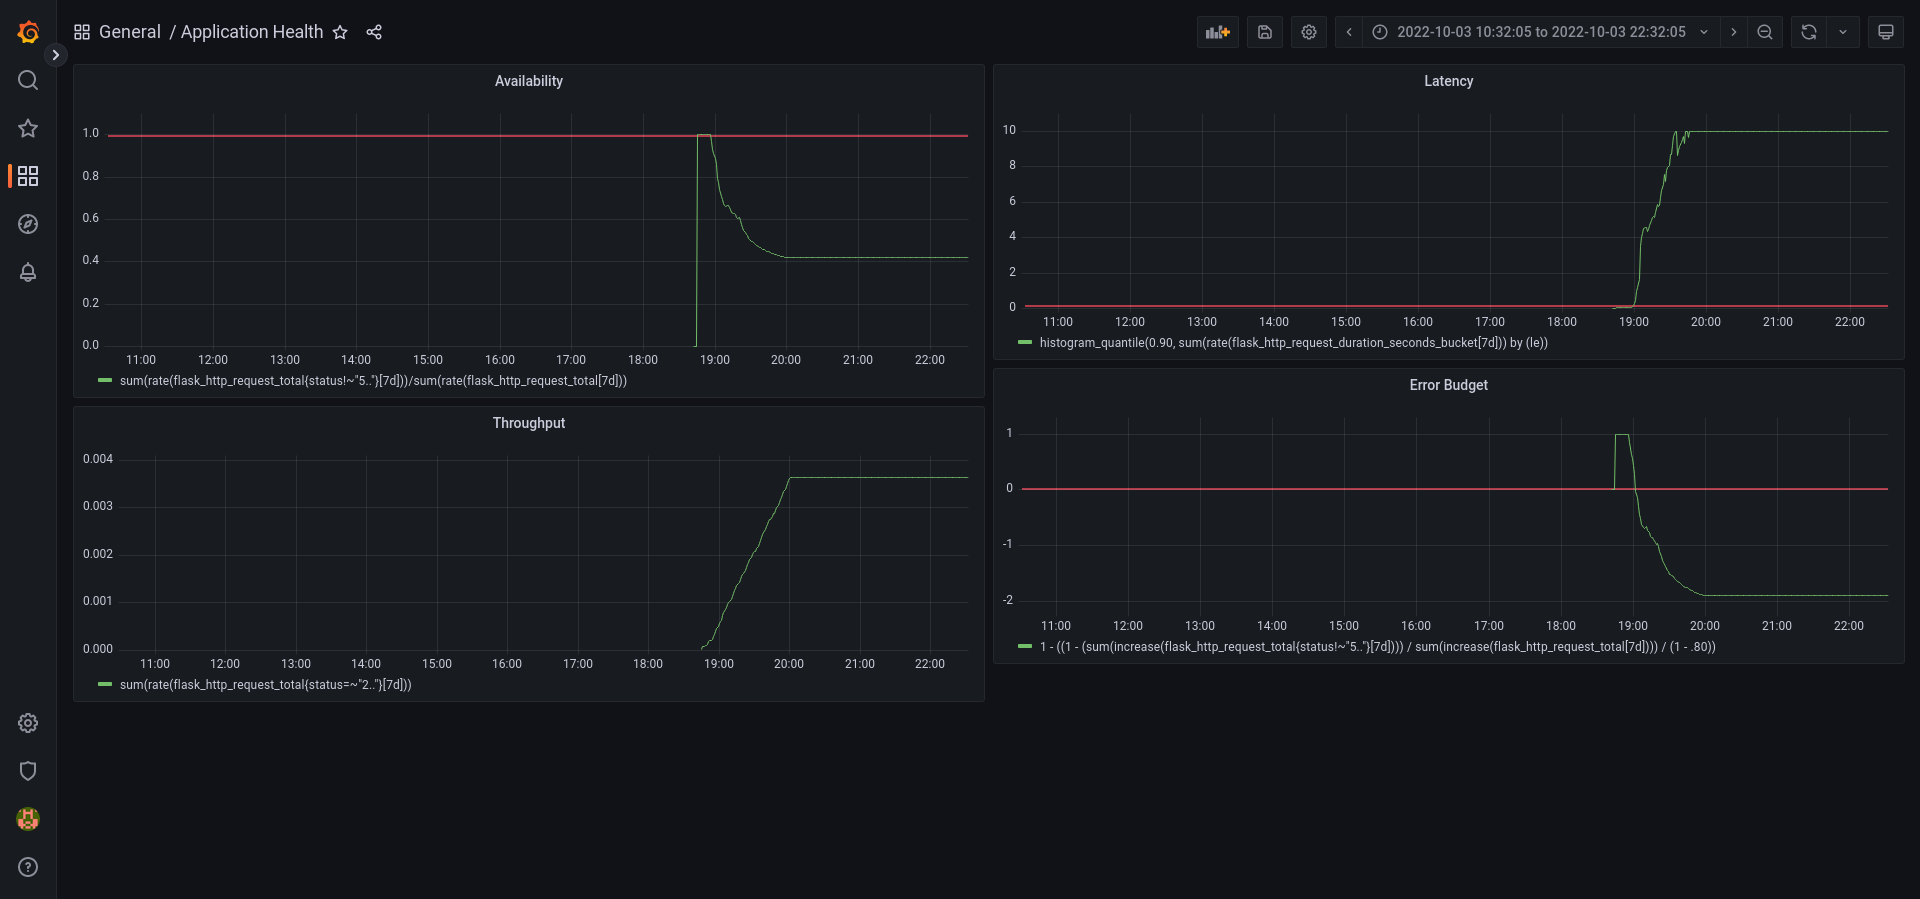 General / Application Health
2022-10-03 10:32:05 to 2022-10-03 22:32:05
Availability
1.0
0.8
0.6
0.4
0.2
0.0
11:00 12:00 13:00 14:00 15:00 16:00 17:00 18:00 19:00 20:00 21:00 22:00
sum(rate(flask_http_request_total{status!~"5.."}[7d]))/sum(rate(flask_http_request_total[7d]))
Latency
10
8
6
4
2
0
11:00 12:00 13:00 14:00 15:00 16:00 17:00 18:00 19:00 20:00 21:00 22:00
histogram_quantile(0.90, sum(rate(flask_http_request_duration_seconds_bucket[7d])) by (le))
Throughput
0.004
0.003
0.002
0.001
0.000
11:00 12:00 13:00 14:00 15:00 16:00 17:00 18:00 19:00 20:00 21:00 22:00
sum(rate(flask_http_request_total{status=~"2.."}[7d]))
Error Budget
1
0
-1
-2
11:00 12:00 13:00 14:00 15:00 16:00 17:00 18:00 19:00 20:00 21:00 22:00
1 - ((1 - (sum(increase(flask_http_request_total{status!~"5.."}[7d]))) / sum(increase(flask_http_request_total[7d]))) / (1 - .80))